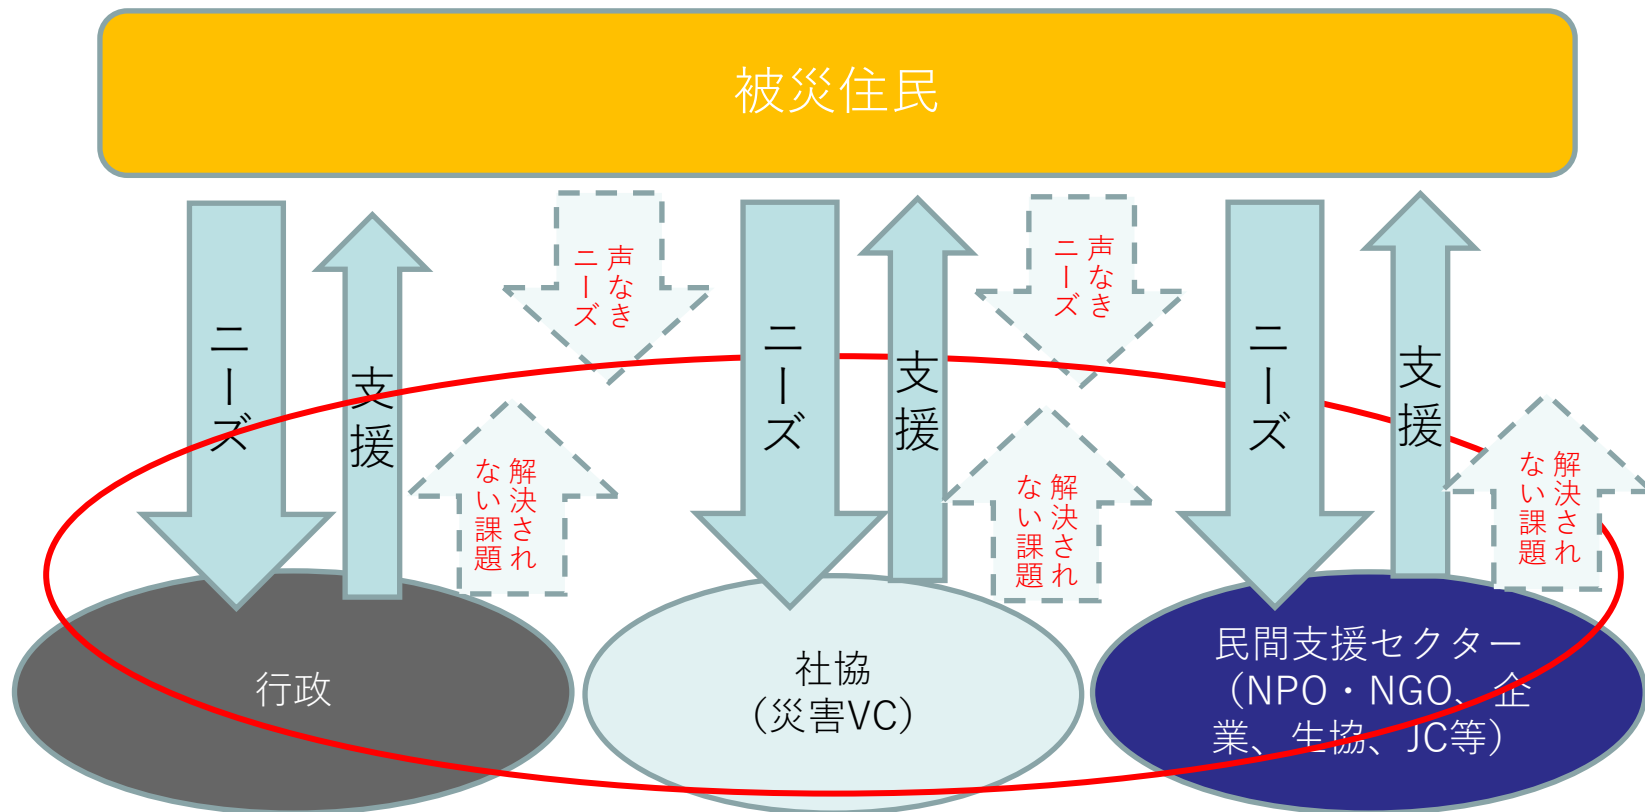 被災住民
ニーズ
支援
声なき
ニーズ
解決され
ない課題
ニーズ
支援
声なき
ニーズ
解決され
ない課題
ニーズ
支援
解決され
ない課題
行政
社協
（災害VC）
民間支援セクター
（NPO・NGO、企
業、生協、JC等）